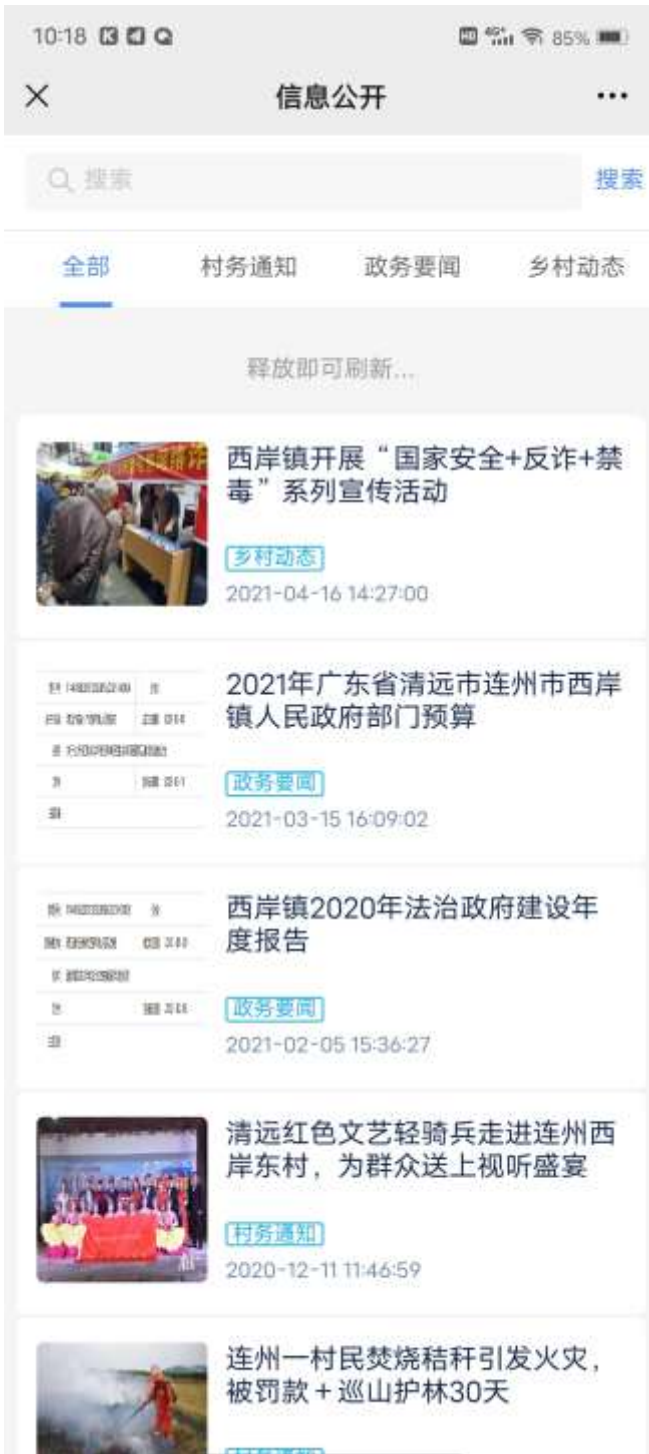 10:18
HD 4G+ 85%
信息公开
搜索 搜索
全部 村务通知 政务要闻 乡村动态
释放即可刷新...
西岸镇开展“国家安全+反诈+禁
毒”系列宣传活动
乡村动态
2021-04-16 14:27:00
2021年广东省清远市连州市西岸
镇人民政府部门预算
政务要闻
2021-03-15 16:09:02
西岸镇2020年法治政府建设年
度报告
政务要闻
2021-02-05 15:36:27
清远红色文艺轻骑兵走进连州西
岸东村，为群众送上视听盛宴
村务通知
2020-12-11 11:46:59
连州一村民焚烧秸秆引发火灾，
被罚款+巡山护林30天